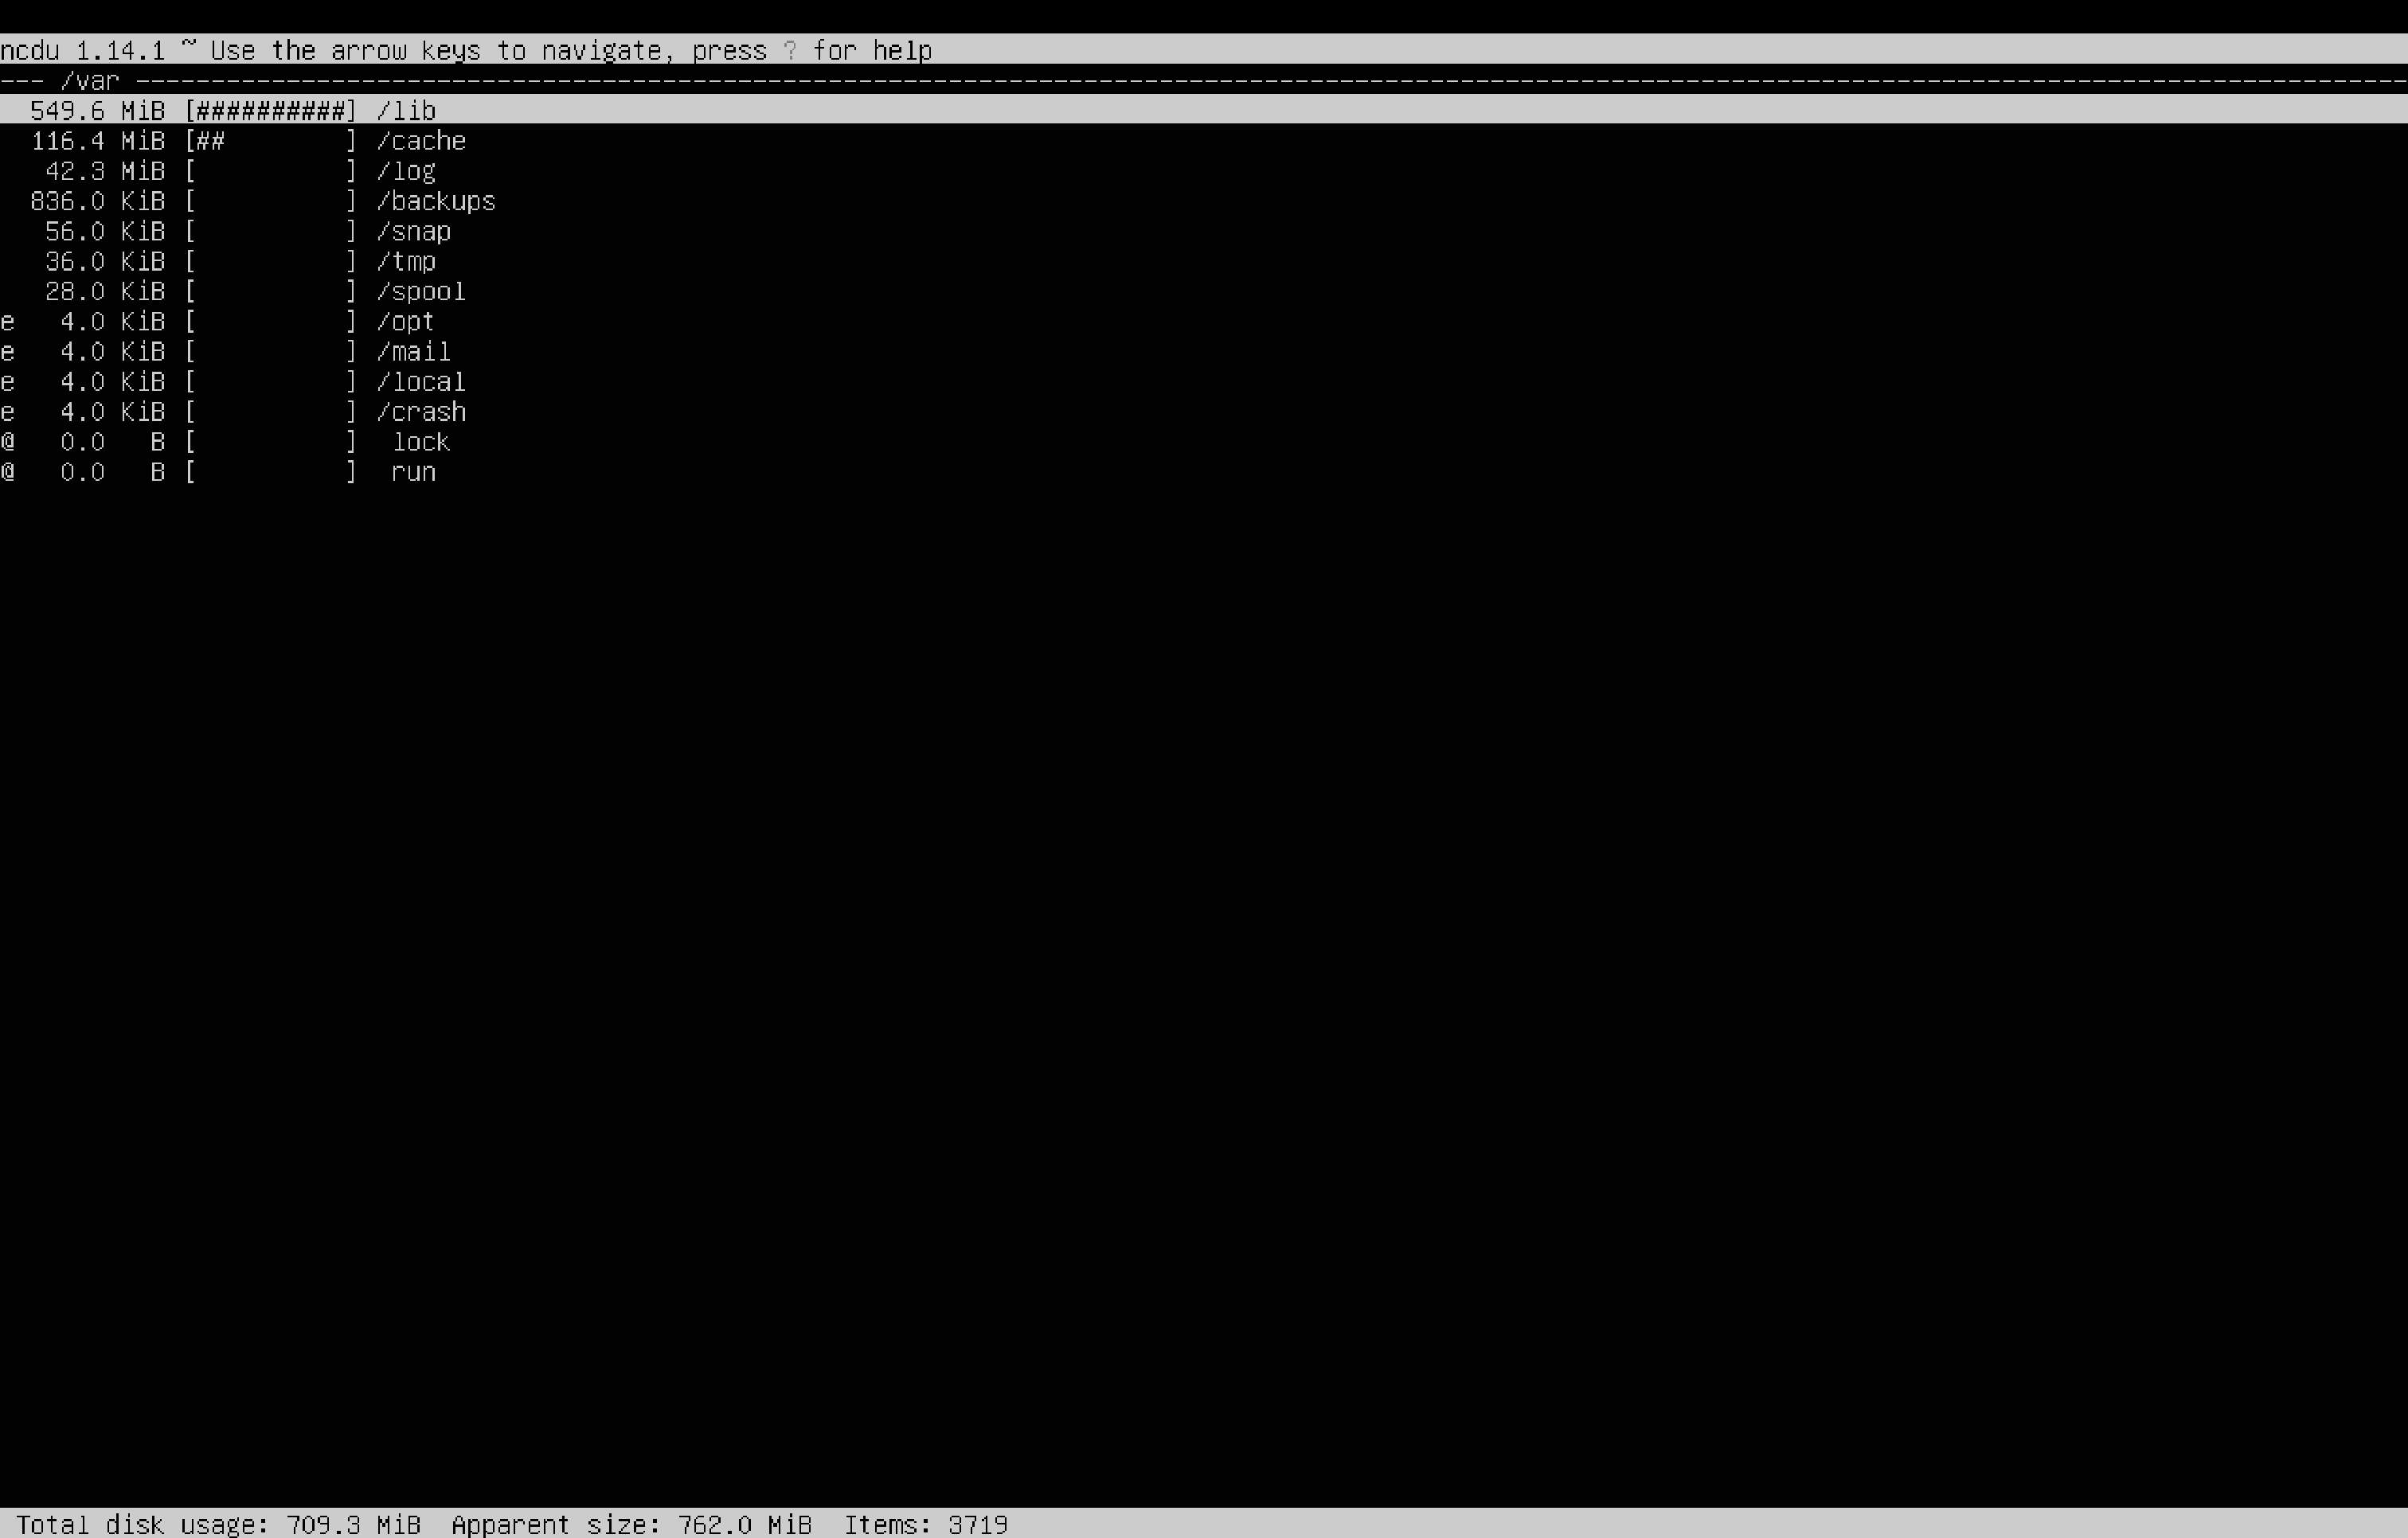 ncdu 1.14.1 ~ Use the arrow keys to navigate, press ? for help
--- /var ----------------------------------------------------------------------------------------------------------------------------------------------------------------
  549.6 MiB [##########] /lib
  116.4 MiB [##        ] /cache
   42.3 MiB [          ] /log
  836.0 KiB [          ] /backups
   56.0 KiB [          ] /snap
   36.0 KiB [          ] /tmp
   28.0 KiB [          ] /spool
e   4.0 KiB [          ] /opt
e   4.0 KiB [          ] /mail
e   4.0 KiB [          ] /local
e   4.0 KiB [          ] /crash
@   0.0   B [          ]  lock
@   0.0   B [          ]  run
 Total disk usage: 709.3 MiB  Apparent size: 762.0 MiB  Items: 3719